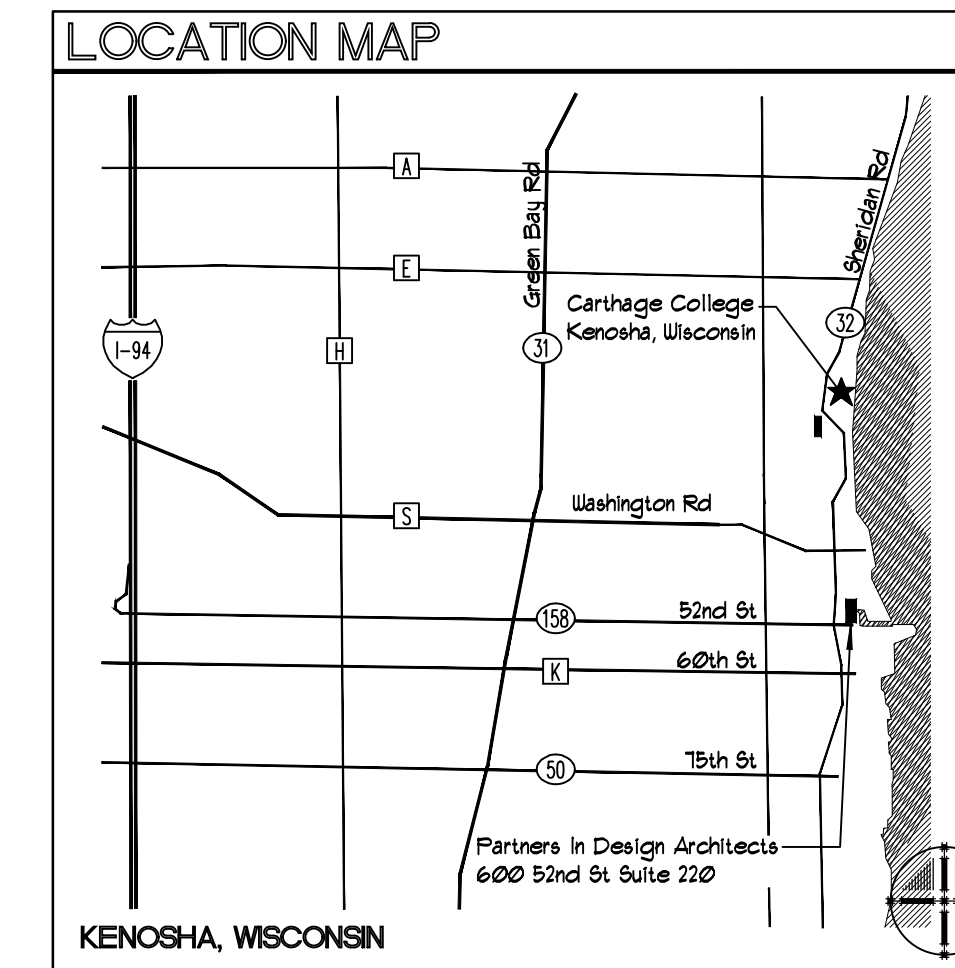 LOCATION MAP
A
Green Bay Rd
Sheridan Rd
E
Carthage College
Kenosha, Wisconsin
32
I-94
H
31
S
Washington Rd
158
52nd St
K
60th St
50
75th St
Partners In Design Architects
600 52nd St Suite 220
KENOSHA, WISCONSIN